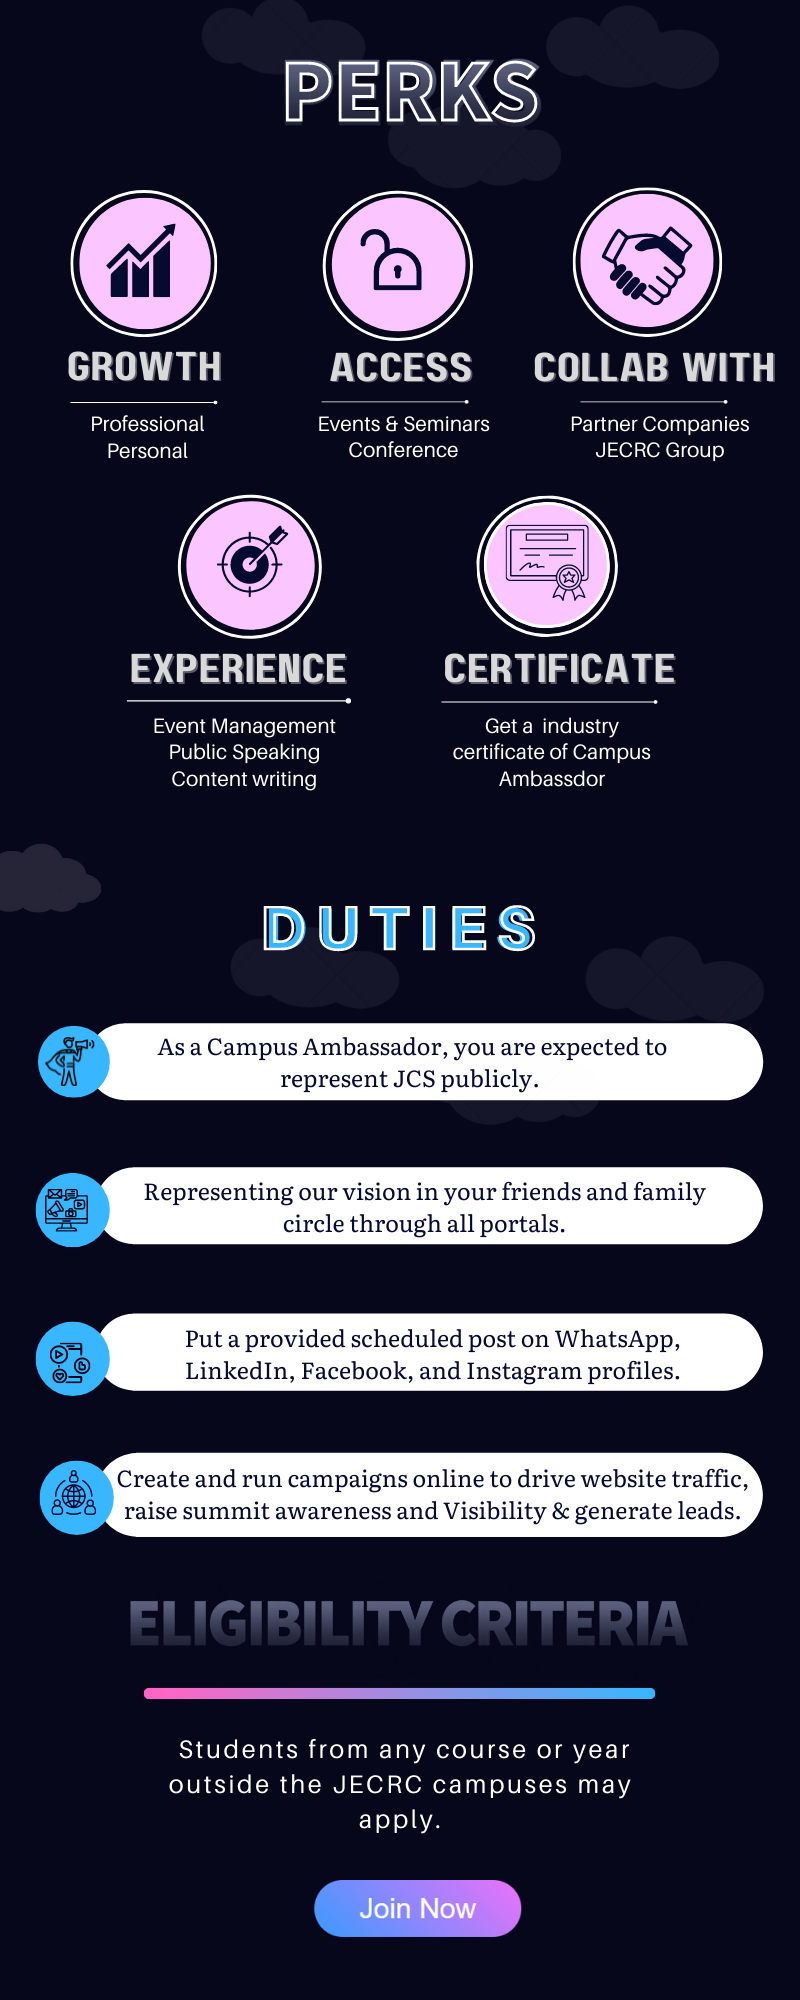 PERKS
GROWTH
Professional
Personal
ACCESS
Events & Seminars
Conference
COLLAB WITH
Partner Companies
JECRC Group
EXPERIENCE
Event Management
Public Speaking
Content writing
CERTIFICATE
Get a  industry
certificate of Campus
Ambassdor
DUTIES
As a Campus Ambassador, you are expected to
represent JCS publicly.
Representing our vision in your friends and family
circle through all portals.
Put a provided scheduled post on WhatsApp,
LinkedIn, Facebook, and Instagram profiles.
Create and run campaigns online to drive website traffic,
raise summit awareness and Visibility & generate leads.
ELIGIBILITY CRITERIA
Students from any course or year
outside the JECRC campuses may
apply.
Join Now